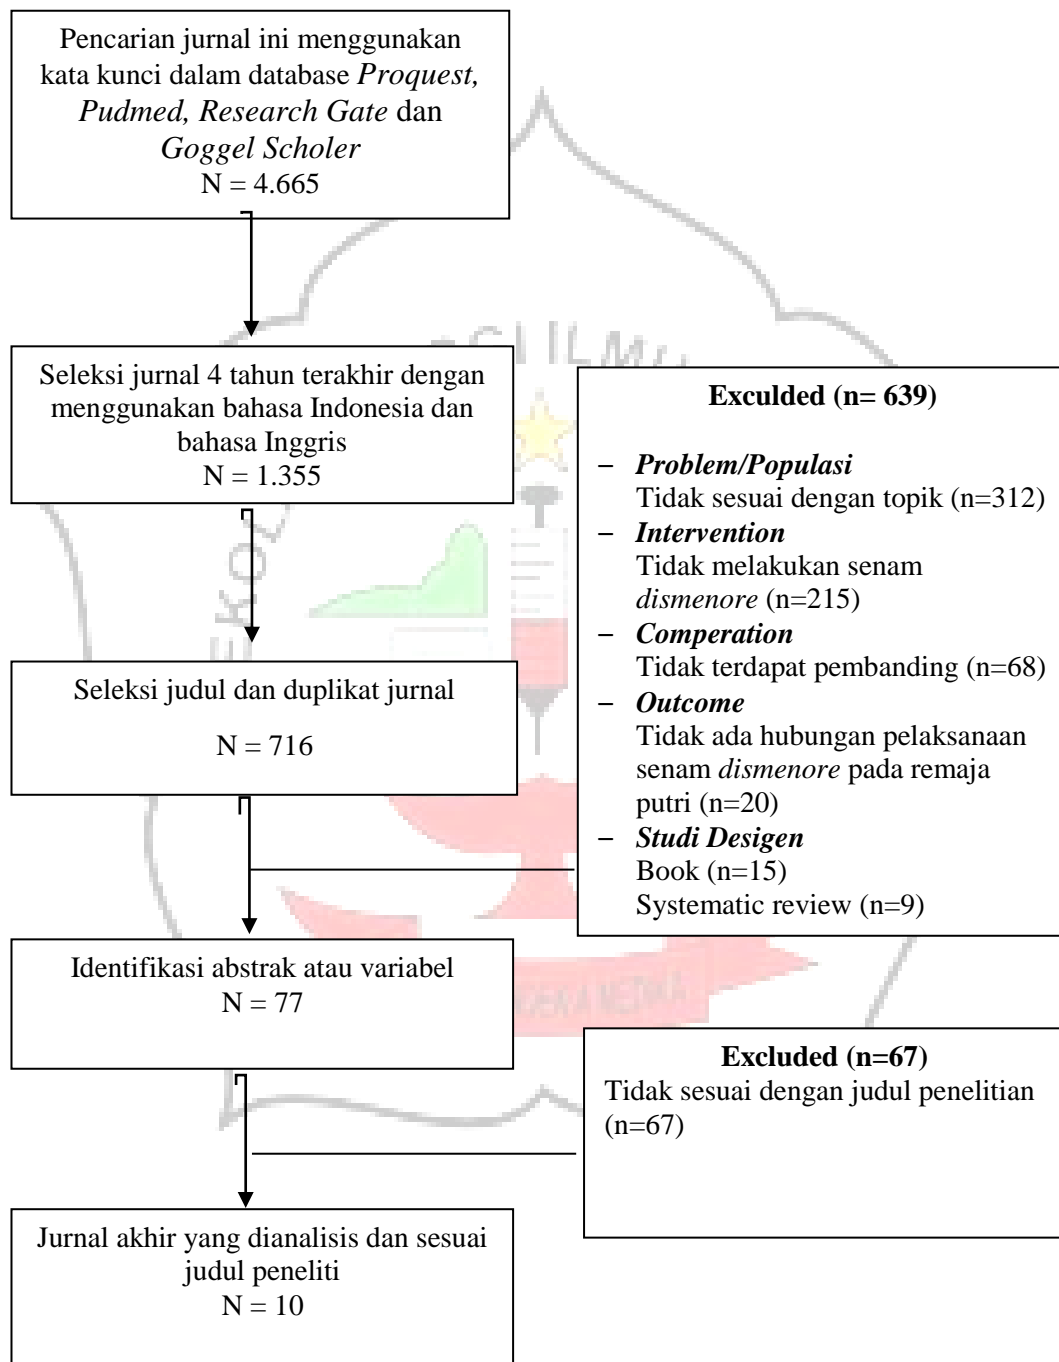 Pencarian jurnal ini menggunakan
kata kunci dalam database Proquest,
Pudmed, Research Gate dan
Goggel Scholer
N = 4.665
Seleksi jurnal 4 tahun terakhir dengan
menggunakan bahasa Indonesia dan
bahasa Inggris
N = 1.355
Exculded (n= 639)
– Problem/Populasi
Tidak sesuai dengan topik (n=312)
– Intervention
Tidak melakukan senam
dismenore (n=215)
– Comperation
Tidak terdapat pembanding (n=68)
– Outcome
Tidak ada hubungan pelaksanaan
senam dismenore pada remaja
putri (n=20)
– Studi Desigen
Book (n=15)
Systematic review (n=9)
Seleksi judul dan duplikat jurnal
N = 716
Identifikasi abstrak atau variabel
N = 77
Excluded (n=67)
Tidak sesuai dengan judul penelitian
(n=67)
Jurnal akhir yang dianalisis dan sesuai
judul peneliti
N = 10